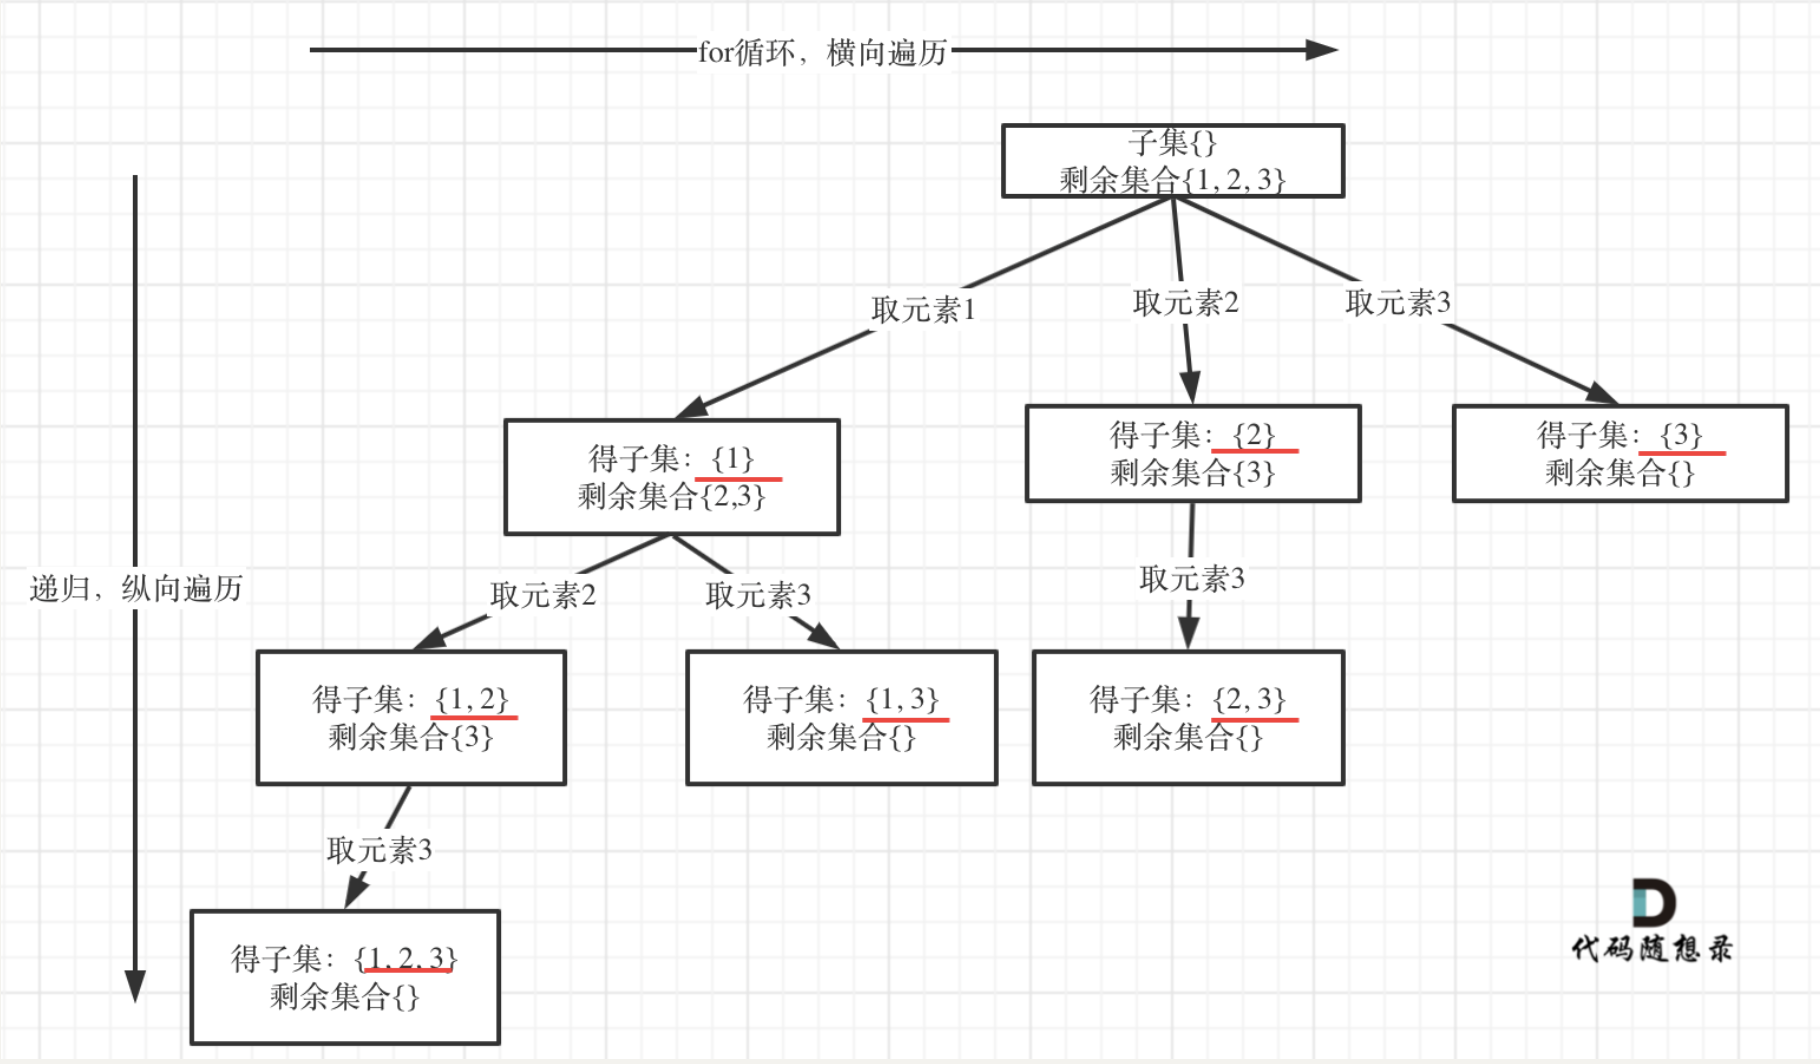 for循环，横向遍历
子集{}
剩余集合{1, 2, 3}
取元素1
取元素2
取元素3
得子集：{1}
剩余集合{2,3}
得子集：{2}
剩余集合{3}
得子集：{3}
剩余集合{}
递归，纵向遍历
取元素2
取元素3
取元素3
得子集：{1, 2}
剩余集合{3}
得子集：{1, 3}
剩余集合{}
得子集：{2, 3}
剩余集合{}
取元素3
得子集：{1, 2, 3}
剩余集合{}
代码随想录